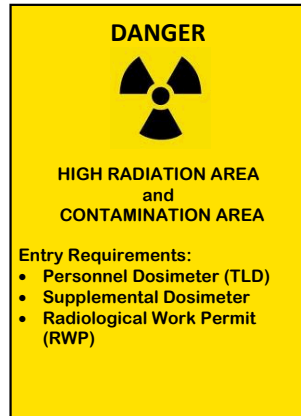 DANGER
HIGH RADIATION AREA
and
CONTAMINATION AREA
Entry Requirements:
• Personnel Dosimeter (TLD)
• Supplemental Dosimeter
• Radiological Work Permit
(RWP)